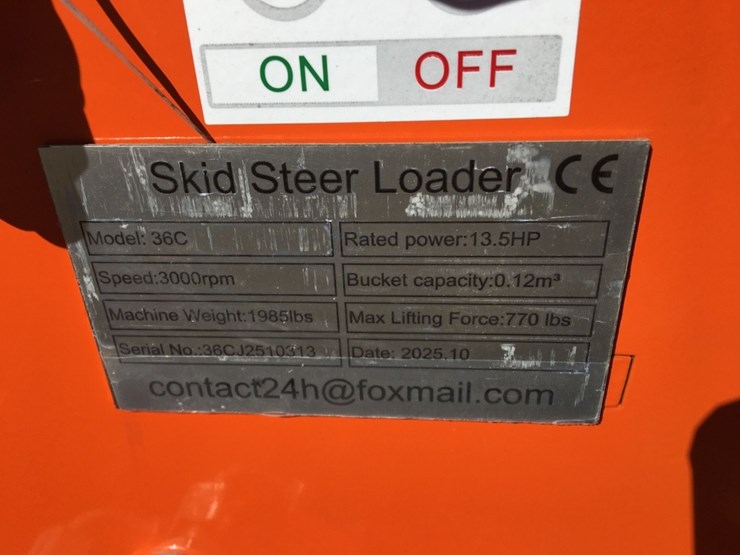 ON OFF
Skid Steer Loader CE
Model: 36C Rated power:13.5HP
Speed:3000rpm Bucket capacity:0.12m³
Machine Weight:1985lbs Max Lifting Force:770 lbs
Serial No.:36CJ2510313 Date: 2025.10
contact24h@foxmail.com